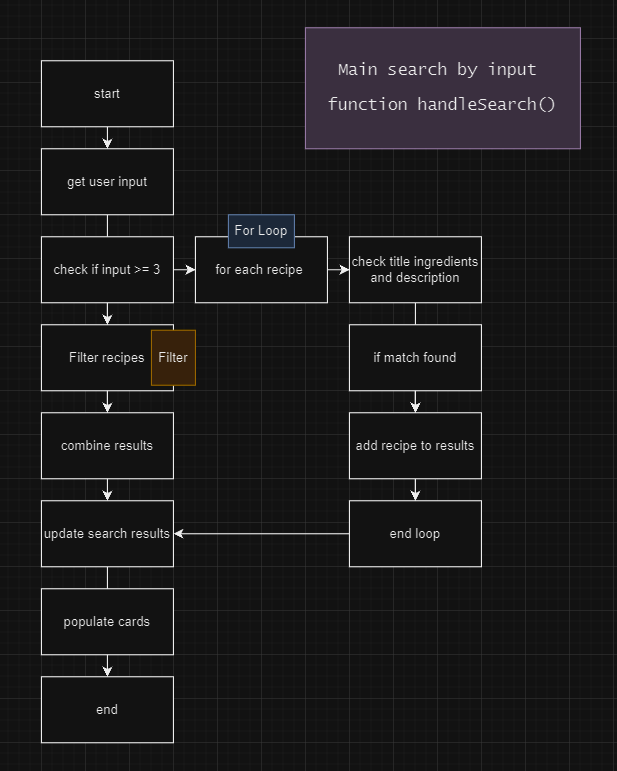 Main search by input
function handleSearch()
start
get user input
For Loop
check if input >= 3
for each recipe
check title ingredients
and description
Filter recipes
Filter
if match found
combine results
add recipe to results
update search results
end loop
populate cards
end